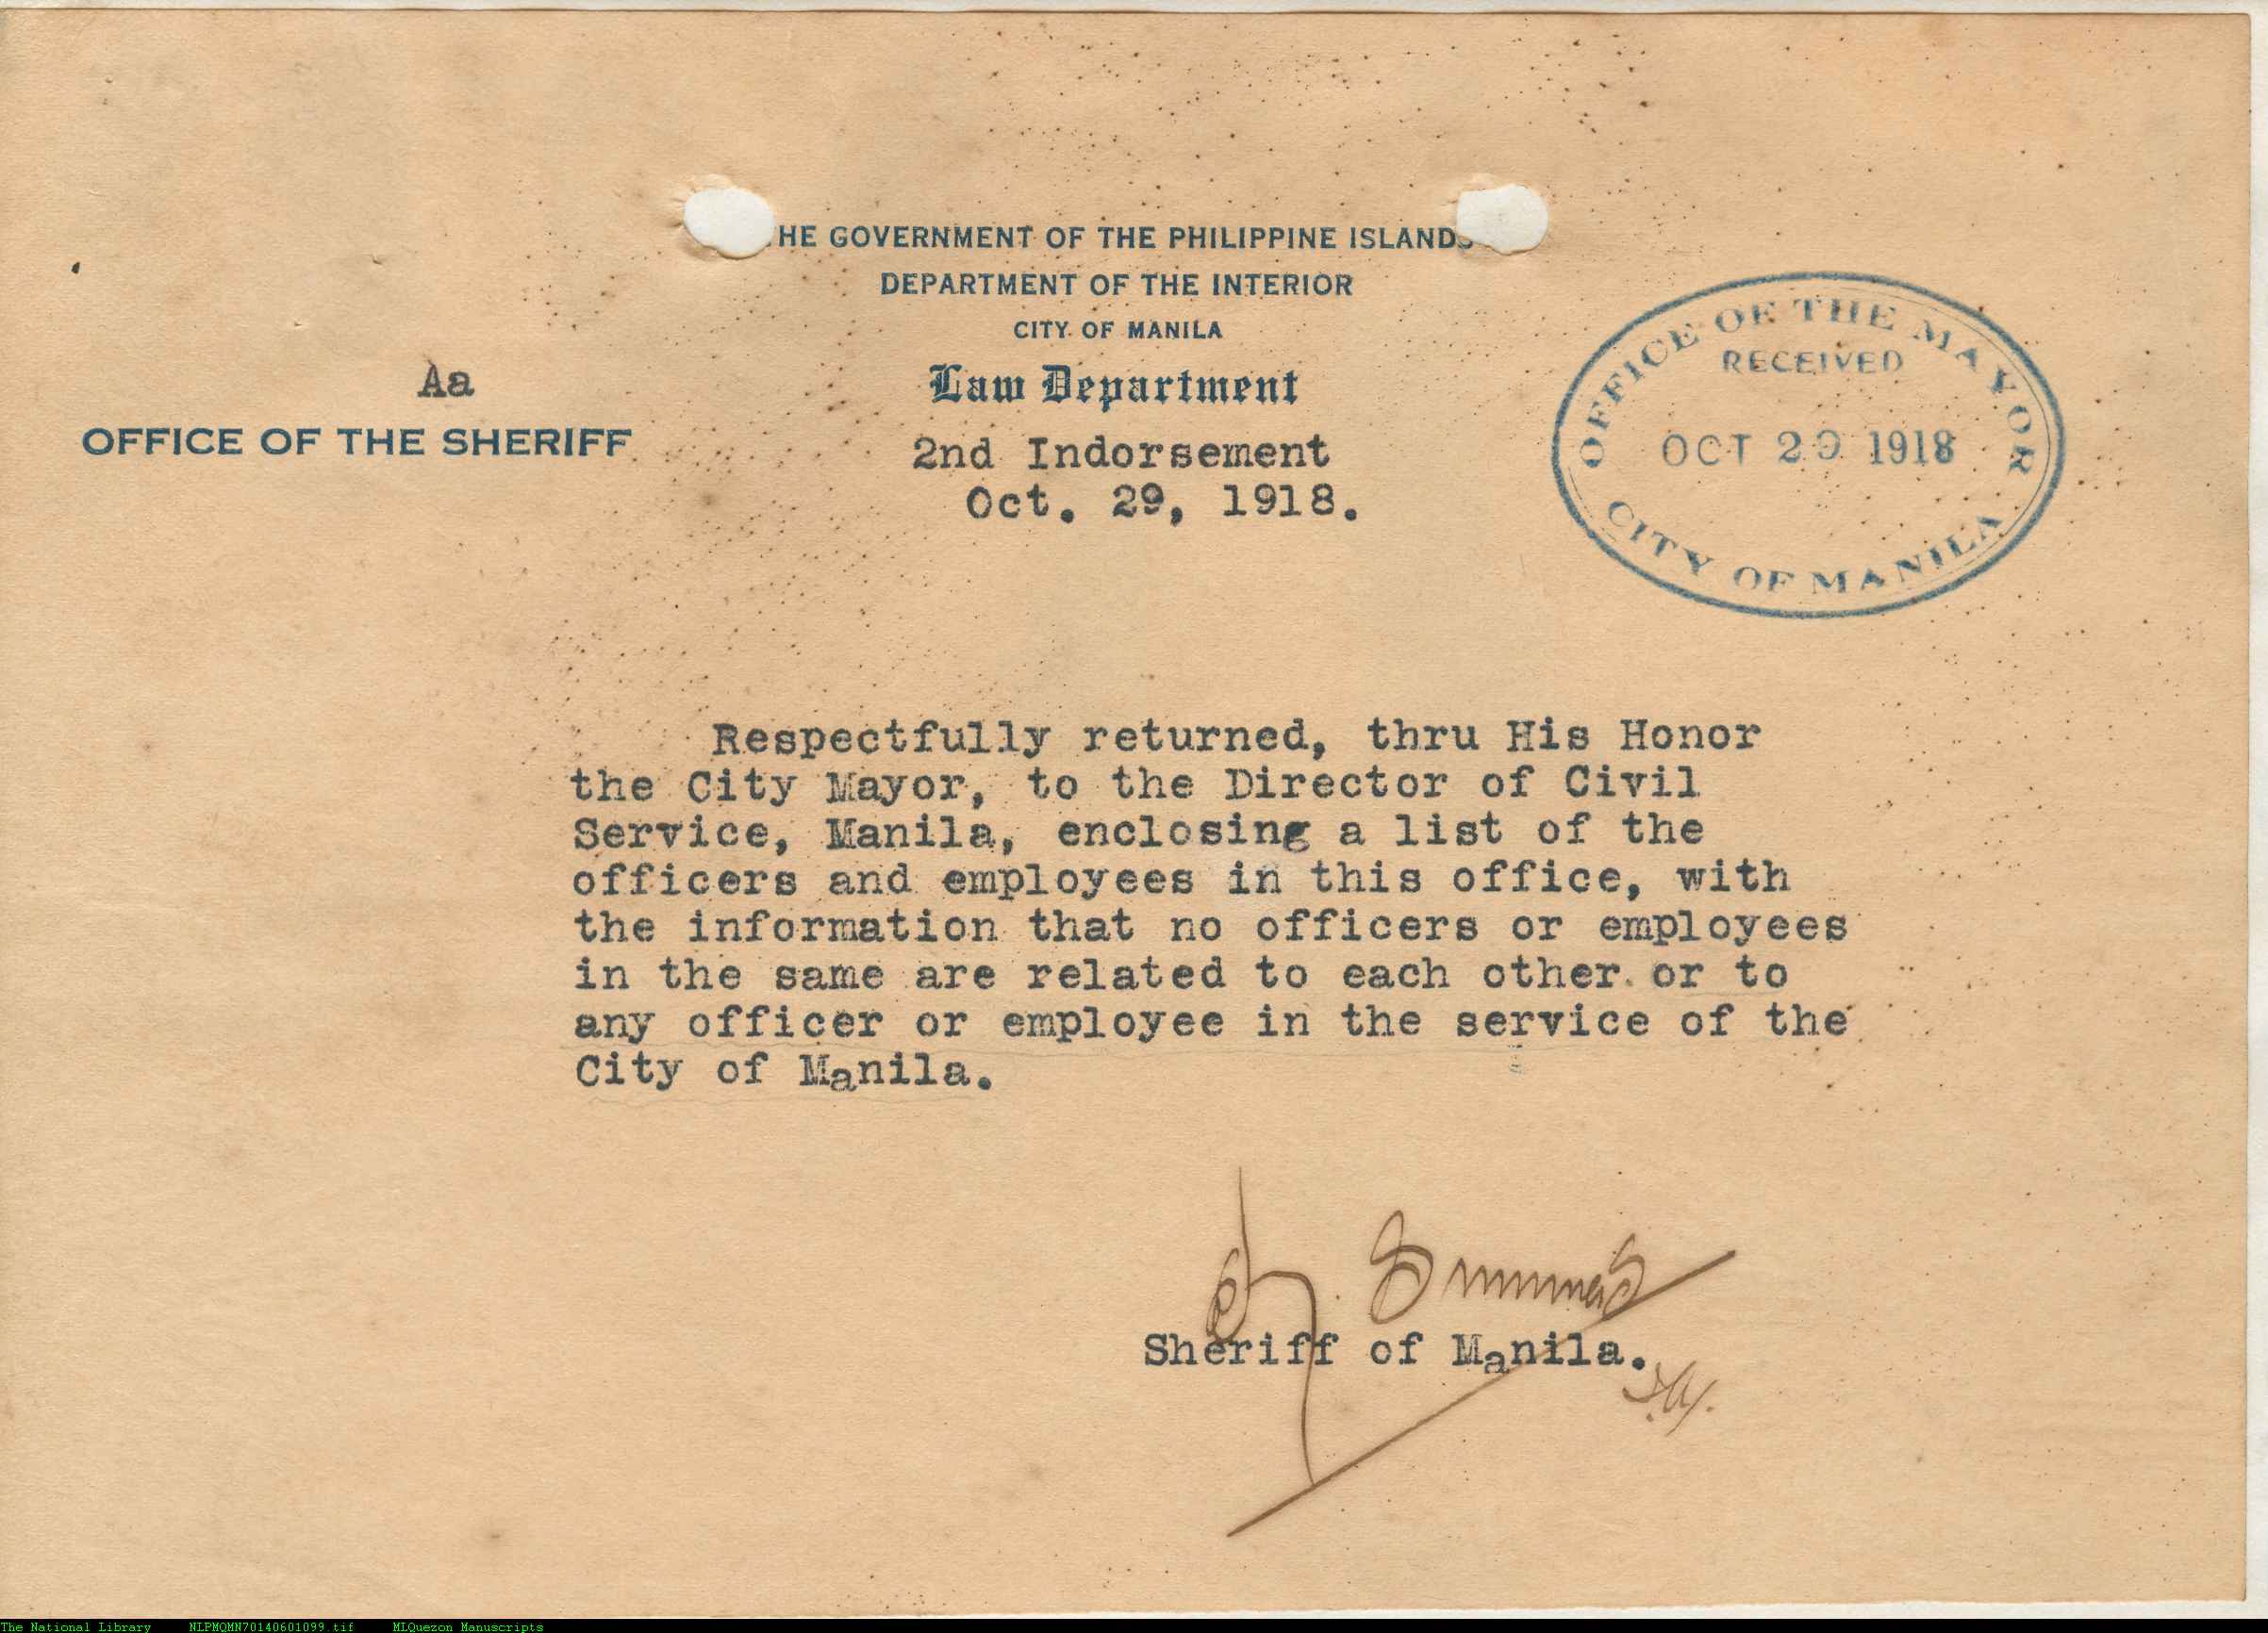 THE GOVERNMENT OF THE PHILIPPINE ISLANDS
DEPARTMENT OF THE INTERIOR
CITY OF MANILA
Law Department
Aa
OFFICE OF THE SHERIFF
2nd Indorsement
Oct. 29, 1918.
OFFICE OF THE MAYOR
RECEIVED
OCT 29 1918
CITY OF MANILA
Respectfully returned, thru His Honor
the City Mayor, to the Director of Civil
Service, Manila, enclosing a list of the
officers and employees in this office, with
the information that no officers or employees
in the same are related to each other or to
any officer or employee in the service of the
City of Manila.
Sheriff of Manila.
The National Library NLPMQMN70140601099.tif MLQuezon Manuscripts